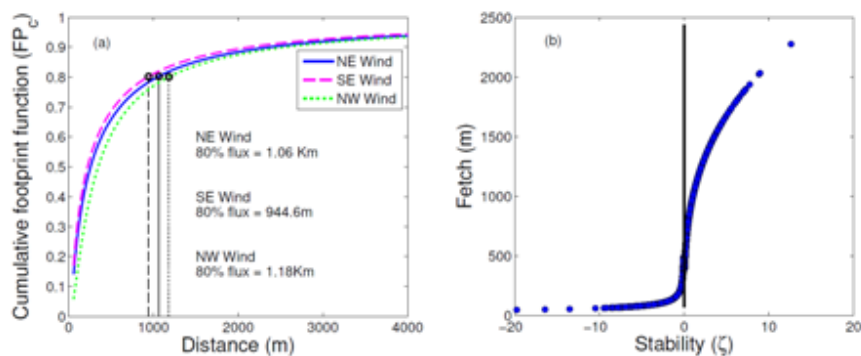 (a)
Cumulative footprint function (FPc)
1
0.9
0.8
0.7
0.6
0.5
0.4
0.3
0.2
0.1
0
NE Wind
SE Wind
NW Wind
NE Wind
80% flux = 1.06 Km
SE Wind
80% flux = 944.6m
NW Wind
80% flux = 1.18Km
0 1000 2000 3000 4000
Distance (m)
(b)
Fetch (m)
2500
2000
1500
1000
500
0
−20 −10 0 10 20
Stability (ζ)